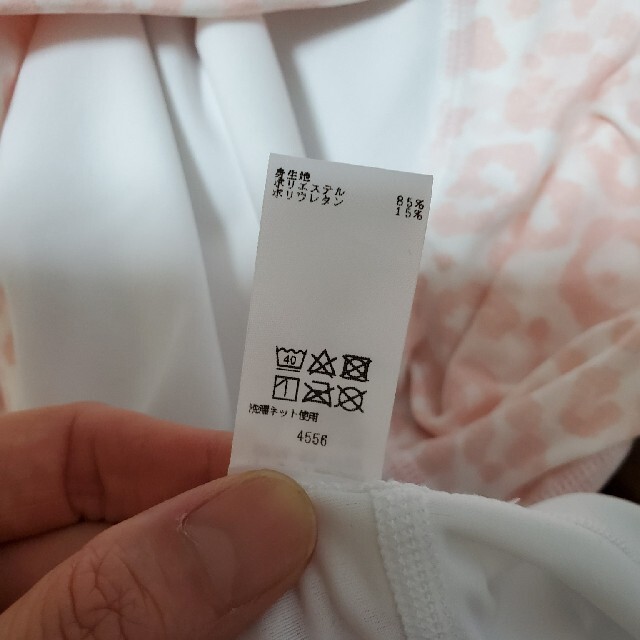 身生地
ポリエステル 85%
ポリウレタン 15%
40
洗濯ネット使用
4556